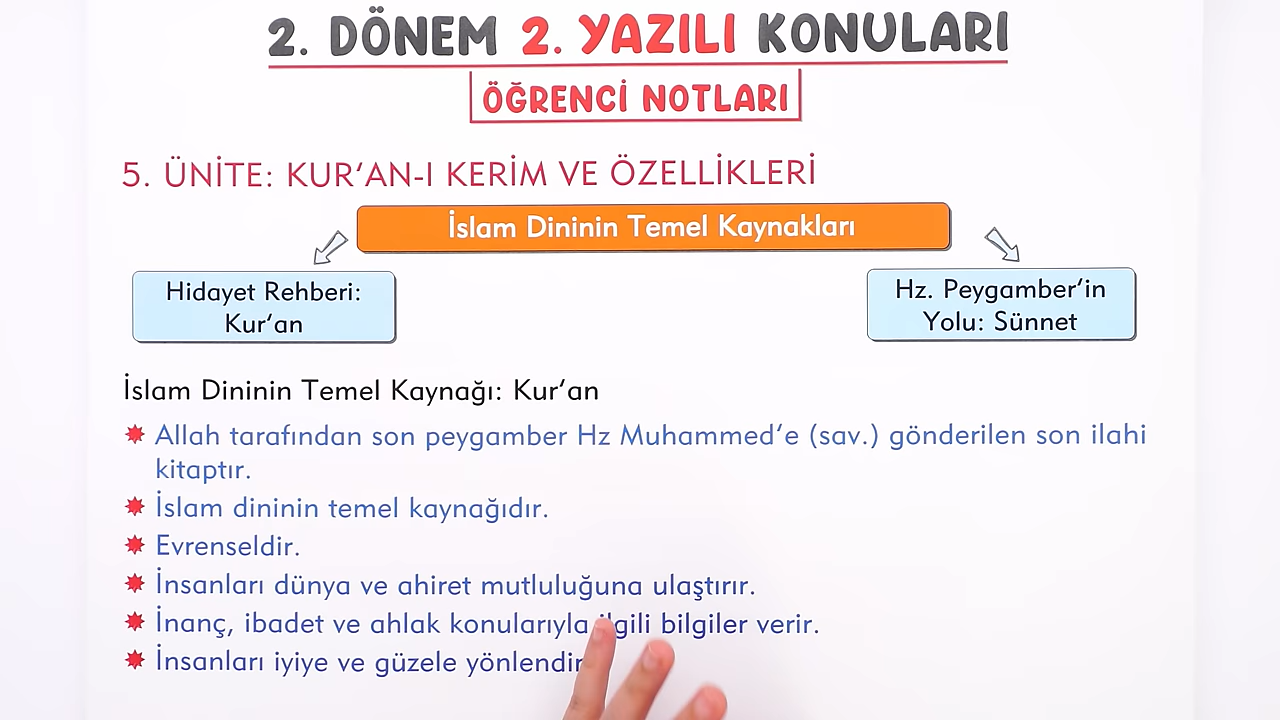 2. DÖNEM 2. YAZILI KONULARI
ÖĞRENCİ NOTLARI
5. ÜNİTE: KUR'AN-I KERİM VE ÖZELLİKLERİ
İslam Dininin Temel Kaynakları
Hidayet Rehberi:
Kur'an
Hz. Peygamber'in
Yolu: Sünnet
İslam Dininin Temel Kaynağı: Kur'an
Allah tarafından son peygamber Hz Muhammed'e (sav.) gönderilen son ilahi
kitaptır.
İslam dininin temel kaynağıdır.
Evrenseldir.
İnsanları dünya ve ahiret mutluluğuna ulaştırır.
İnanç, ibadet ve ahlak konularıyla ilgili bilgiler verir.
İnsanları iyiye ve güzele